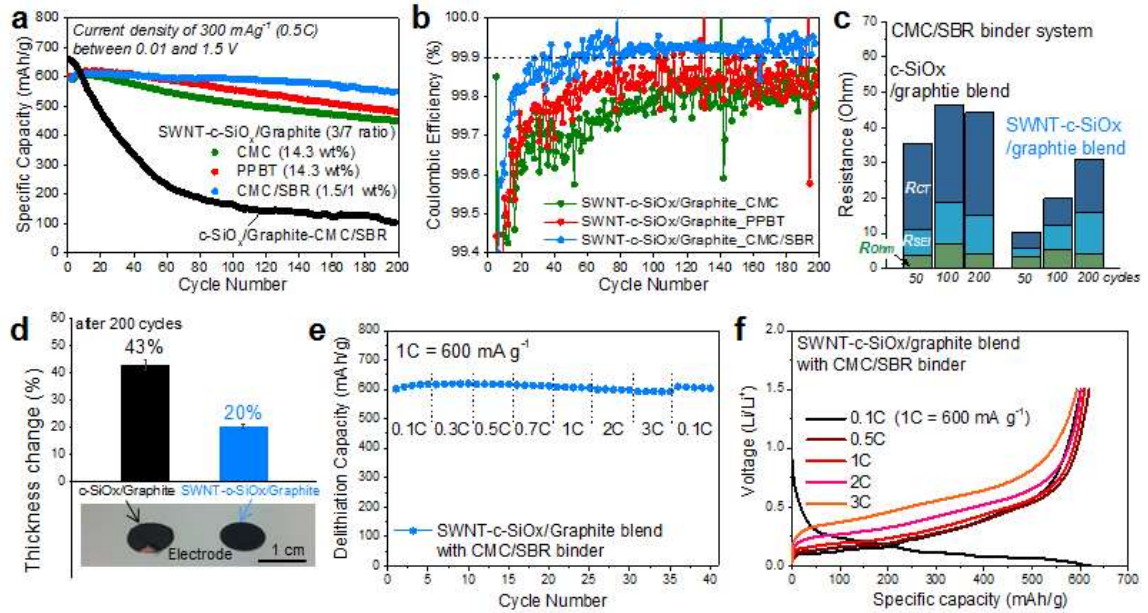 a
Current density of 300 mAg⁻¹ (0.5C)
between 0.01 and 1.5 V
800
700
600
500
400
300
200
100
0
Specific Capacity (mAh/g)
SWNT-c-SiOₓ/Graphite (3/7 ratio)
CMC (14.3 wt%)
PPBT (14.3 wt%)
CMC/SBR (1.5/1 wt%)
c-SiOₓ/Graphite-CMC/SBR
0 20 40 60 80 100 120 140 160 180 200
Cycle Number
b
100.0
99.9
99.8
99.7
99.6
99.5
99.4
Coulombic Efficiency (%)
SWNT-c-SiOx/Graphite_CMC
SWNT-c-SiOx/Graphite_PPBT
SWNT-c-SiOx/Graphite_CMC/SBR
0 20 40 60 80 100 120 140 160 180 200
Cycle Number
c
70
60
50
40
30
20
10
0
Resistance (Ohm)
CMC/SBR binder system
c-SiOx
/graphtie blend
SWNT-c-SiOx
/graphtie blend
RCT
RSEI
ROhm
50 100 200 50 100 200 cycles
d
60
50
40
30
20
10
0
Thickness change (%)
after 200 cycles
43%
20%
c-SiOx/Graphite SWNT-c-SiOx/Graphite
Electrode
1 cm
e
800
700
600
500
400
300
200
100
0
Delithiation Capacity (mAh/g)
1C = 600 mA g⁻¹
0.1C 0.3C 0.5C 0.7C 1C 2C 3C 0.1C
SWNT-c-SiOx/Graphite blend
with CMC/SBR binder
0 5 10 15 20 25 30 35 40
Cycle Number
f
2.0
1.5
1.0
0.5
0.0
Voltage (Li/Li⁺)
SWNT-c-SiOx/graphite blend
with CMC/SBR binder
0.1C (1C = 600 mA g⁻¹)
0.5C
1C
2C
3C
0 100 200 300 400 500 600 700
Specific capacity (mAh/g)